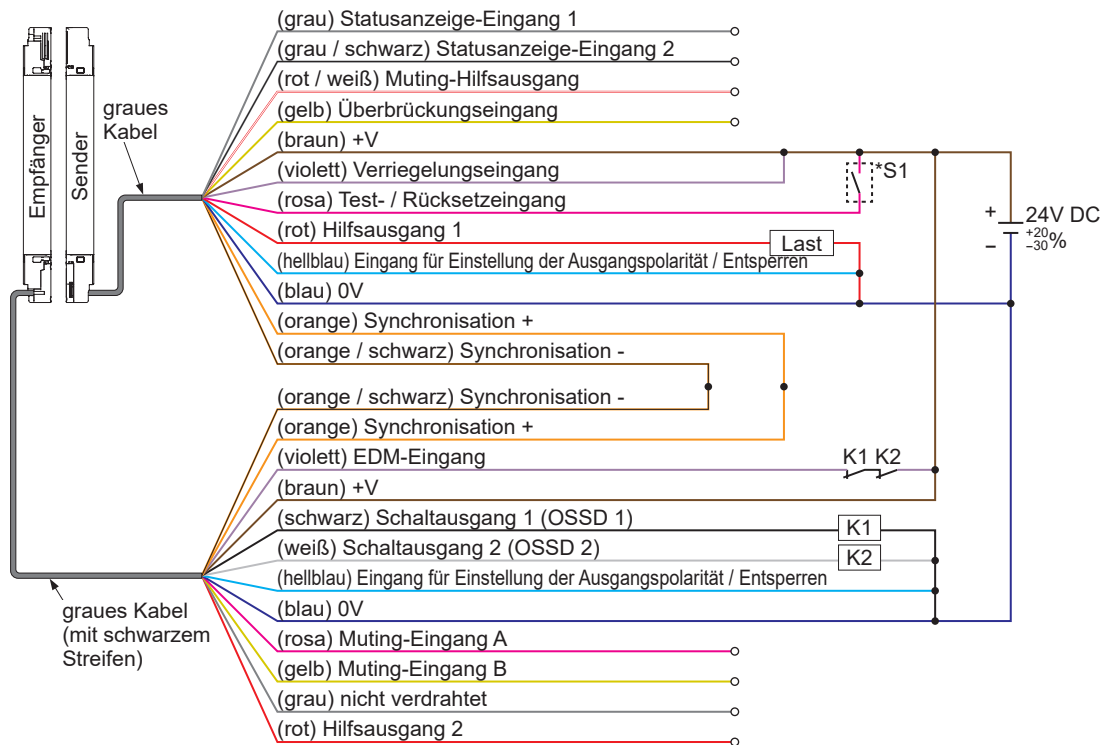 Empfänger
Sender
graues
Kabel
(grau) Statusanzeige-Eingang 1
(grau / schwarz) Statusanzeige-Eingang 2
(rot / weiß) Muting-Hilfsausgang
(gelb) Überbrückungseingang
(braun) +V
(violett) Verriegelungseingang
(rosa) Test- / Rücksetzeingang
(rot) Hilfsausgang 1
(hellblau) Eingang für Einstellung der Ausgangspolarität / Entsperren
(blau) 0V
(orange) Synchronisation +
(orange / schwarz) Synchronisation -
*S1
Last
+
−
24V DC
+20
–30%
(orange / schwarz) Synchronisation -
(orange) Synchronisation +
(violett) EDM-Eingang
K1 K2
(braun) +V
(schwarz) Schaltausgang 1 (OSSD 1)
K1
(weiß) Schaltausgang 2 (OSSD 2)
K2
(hellblau) Eingang für Einstellung der Ausgangspolarität / Entsperren
(blau) 0V
(rosa) Muting-Eingang A
(gelb) Muting-Eingang B
(grau) nicht verdrahtet
(rot) Hilfsausgang 2
graues Kabel
(mit schwarzem
Streifen)